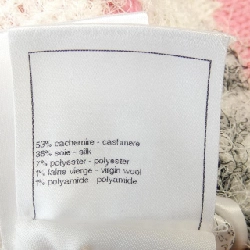 53% cachemire - cashmere
38% soie - silk
7% polyester - polyester
1% laine vierge - virgin wool
1% polyamide - polyamide